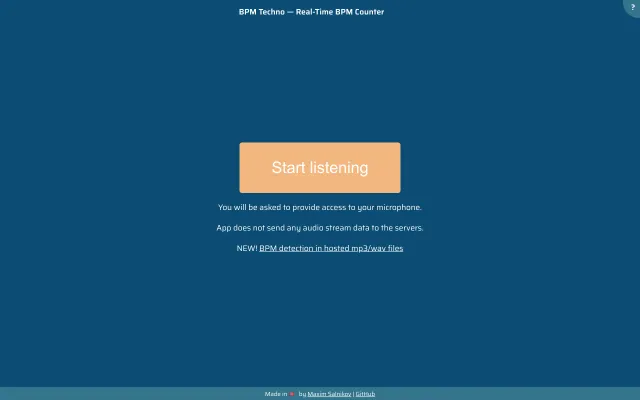 BPM Techno — Real-Time BPM Counter
?
Start listening
You will be asked to provide access to your microphone.
App does not send any audio stream data to the servers.
NEW! BPM detection in hosted mp3/wav files
Made in by Maxim Salnikov | GitHub